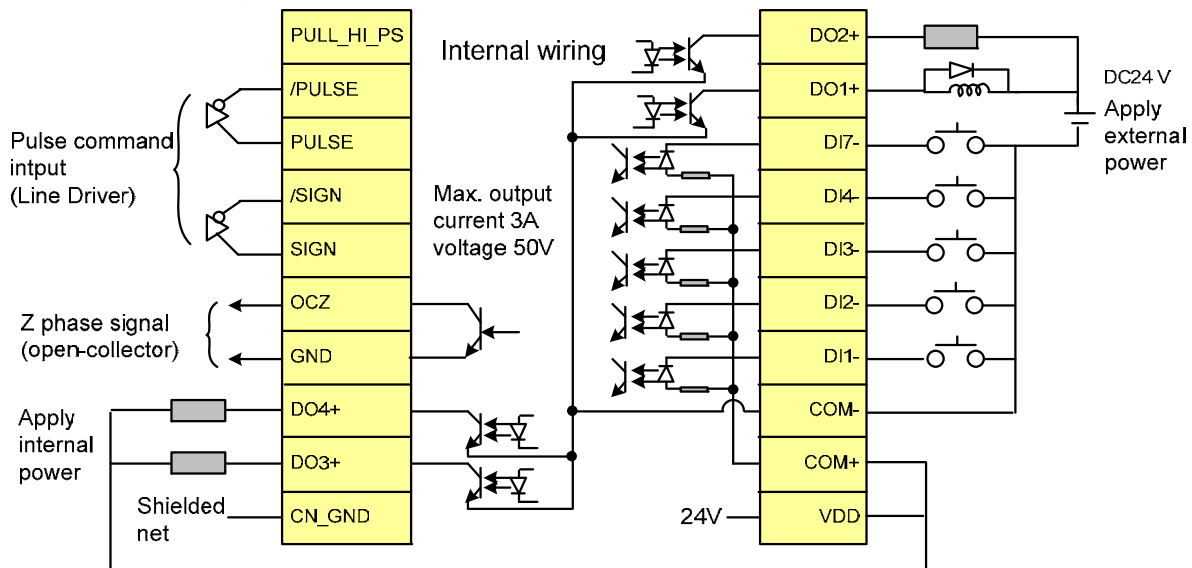 PULL_HI_PS
/PULSE
PULSE
/SIGN
SIGN
OCZ
GND
DO4+
DO3+
CN_GND
Pulse command
intput
(Line Driver)
Z phase signal
(open-collector)
Apply
internal
power
Shielded
net
Internal wiring
Max. output
current 3A
voltage 50V
24V
DO2+
DO1+
DI7-
DI4-
DI3-
DI2-
DI1-
COM-
COM+
VDD
DC24 V
Apply
external
power